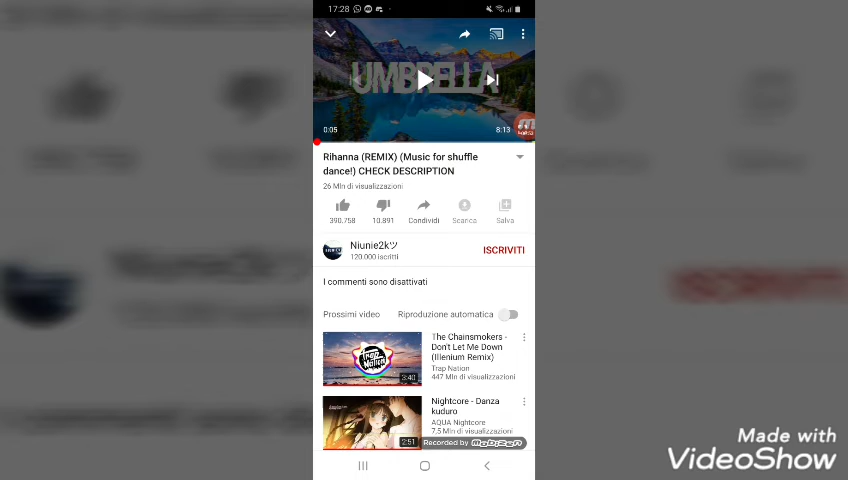 17:28
UMBRELLA
0:05
8:13
Rihanna (REMIX) (Music for shuffle
dance!) CHECK DESCRIPTION
26 Mln di visualizzazioni
390.758
10.891
Condividi
Scarica
Salva
Niunie2kツ
120.000 iscritti
ISCRIVITI
I commenti sono disattivati
Prossimi video
Riproduzione automatica
The Chainsmokers -
Don't Let Me Down
(Illenium Remix)
Trap Nation
447 Mln di visualizzazioni
Trap
Nation
3:40
Nightcore - Danza
kuduro
AQUA Nightcore
7,5 Mln di visualizzazioni
2:51
Recorded by Mobizen
Made with
VideoShow